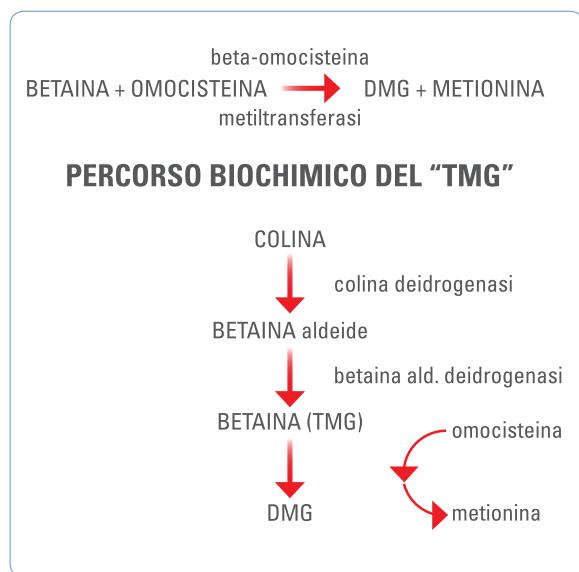 beta-omocisteina
BETAINA + OMOCISTEINA DMG + METIONINA
metiltransferasi
PERCORSO BIOCHIMICO DEL “TMG”
COLINA
colina deidrogenasi
BETAINA aldeide
betaina ald. deidrogenasi
BETAINA (TMG)
omocisteina
DMG
metionina